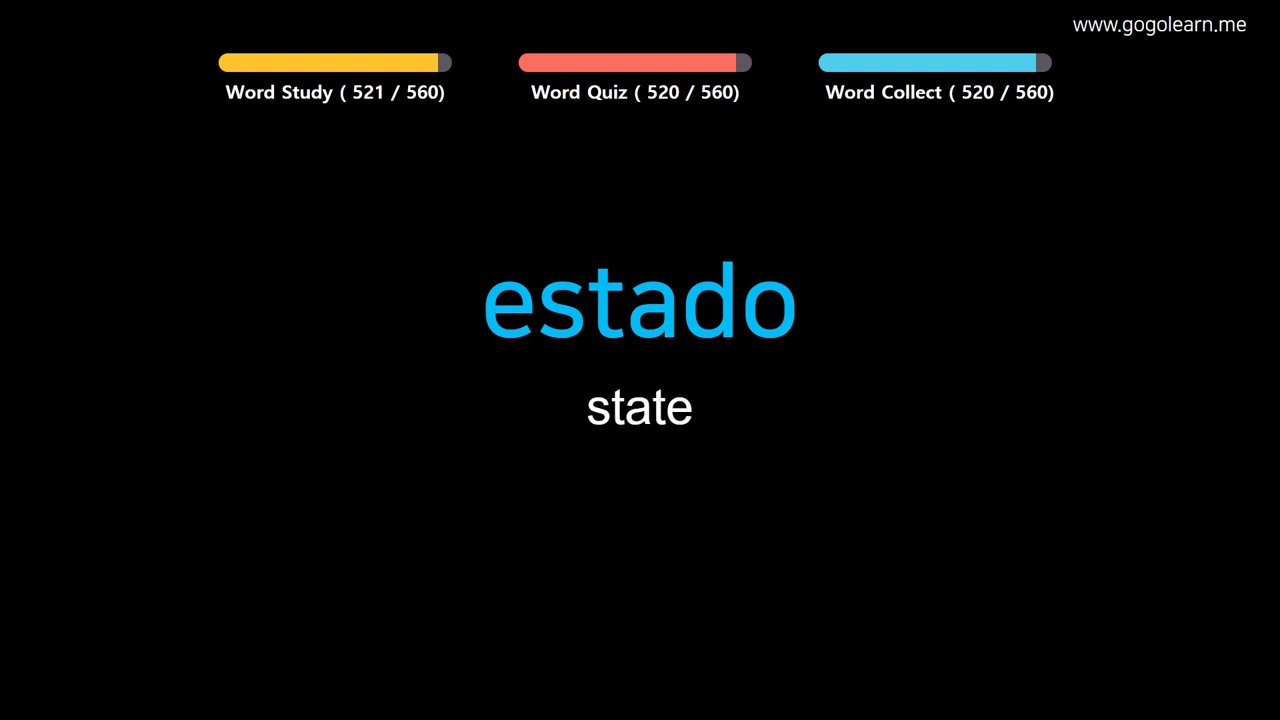 www.gogolearn.me
Word Study ( 521 / 560)
Word Quiz ( 520 / 560)
Word Collect ( 520 / 560)
estado
state